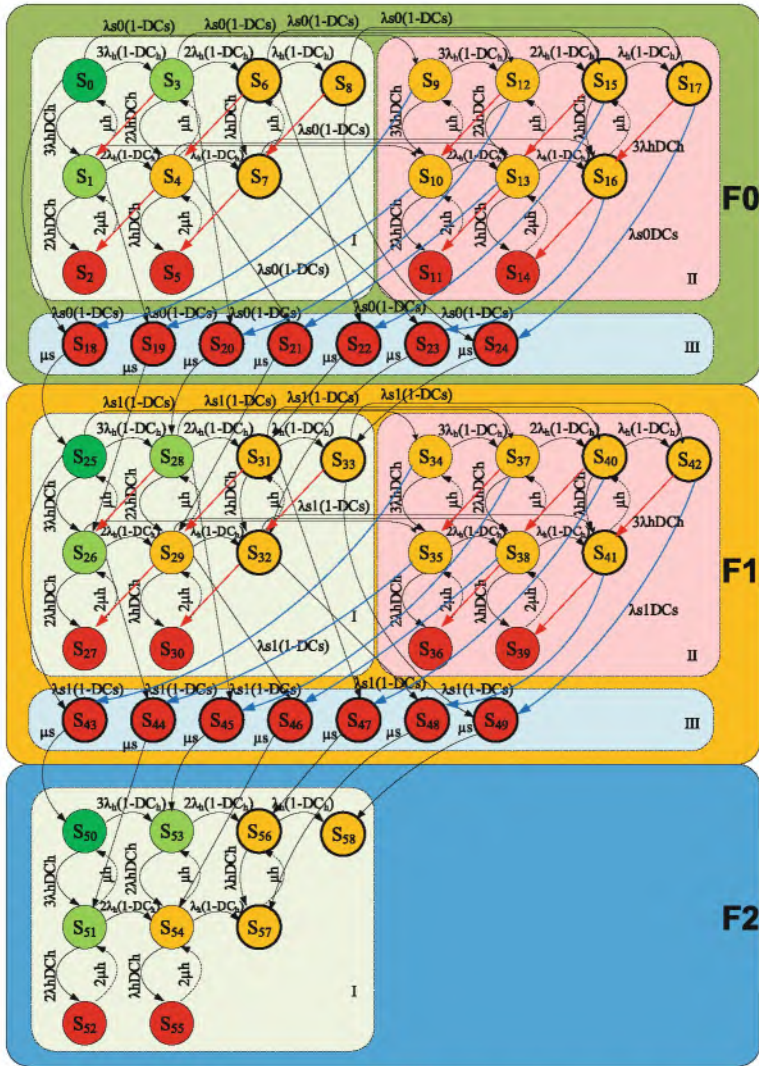 λs0(1-DCs) λs0(1-DCs) λs0(1-DCs) λs0(1-DCs)
3λh(1-DCh) 2λh(1-DCh) λh(1-DCh) 3λh(1-DCh) 2λh(1-DCh) λh(1-DCh)
S0 S3 S6 S8 S9 S12 S15 S17
3λhDCh μh 2λhDCh μh λhDCh μh 3λhDCh μh 2λhDCh μh λhDCh μh
λs0(1-DCs) 3λhDCh
2λh(1-DCh) λh(1-DCh) 2λh(1-DCh) λh(1-DCh)
S1 S4 S7 S10 S13 S16
F0
2λhDCh 2μh λhDCh 2μh 2λhDCh 2μh λhDCh 2μh
λs0DCs
I λs0(1-DCs)
S2 S5 S11 S14
II
λs0(1-DCs) λs0(1-DCs) λs0(1-DCs) λs0(1-DCs) λs0(1-DCs)
S18 S19 S20 S21 S22 S23 S24
III
μs μs μs μs μs μs μs
λs1(1-DCs) λs1(1-DCs) λs1(1-DCs) λs1(1-DCs)
3λh(1-DCh) 2λh(1-DCh) λh(1-DCh) 3λh(1-DCh) 2λh(1-DCh) λh(1-DCh)
S25 S28 S31 S33 S34 S37 S40 S42
3λhDCh μh 2λhDCh μh λhDCh μh 3λhDCh μh 2λhDCh μh λhDCh μh
λs1(1-DCs) 3λhDCh
2λh(1-DCh) λh(1-DCh) 2λh(1-DCh) λh(1-DCh)
S26 S29 S32 S35 S38 S41
F1
2λhDCh 2μh λhDCh 2μh 2λhDCh 2μh λhDCh 2μh
λs1DCs
I λs1(1-DCs)
S27 S30 S36 S39
II
λs1(1-DCs) λs1(1-DCs) λs1(1-DCs) λs1(1-DCs) λs1(1-DCs)
S43 S44 S45 S46 S47 S48 S49
III
μs μs μs μs μs μs μs
3λh(1-DCh) 2λh(1-DCh) λh(1-DCh)
S50 S53 S56 S58
3λhDCh μh 2λhDCh μh λhDCh μh
2λh(1-DCh) λh(1-DCh)
S51 S54 S57
F2
2λhDCh 2μh λhDCh 2μh
I
S52 S55